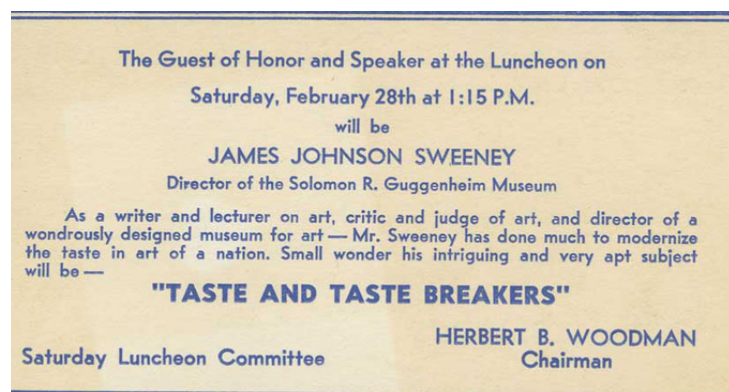 The Guest of Honor and Speaker at the Luncheon on
Saturday, February 28th at 1:15 P.M.
will be
JAMES JOHNSON SWEENEY
Director of the Solomon R. Guggenheim Museum
As a writer and lecturer on art, critic and judge of art, and director of a
wondrously designed museum for art — Mr. Sweeney has done much to modernize
the taste in art of a nation. Small wonder his intriguing and very apt subject
will be —
"TASTE AND TASTE BREAKERS"
HERBERT B. WOODMAN
Saturday Luncheon Committee Chairman